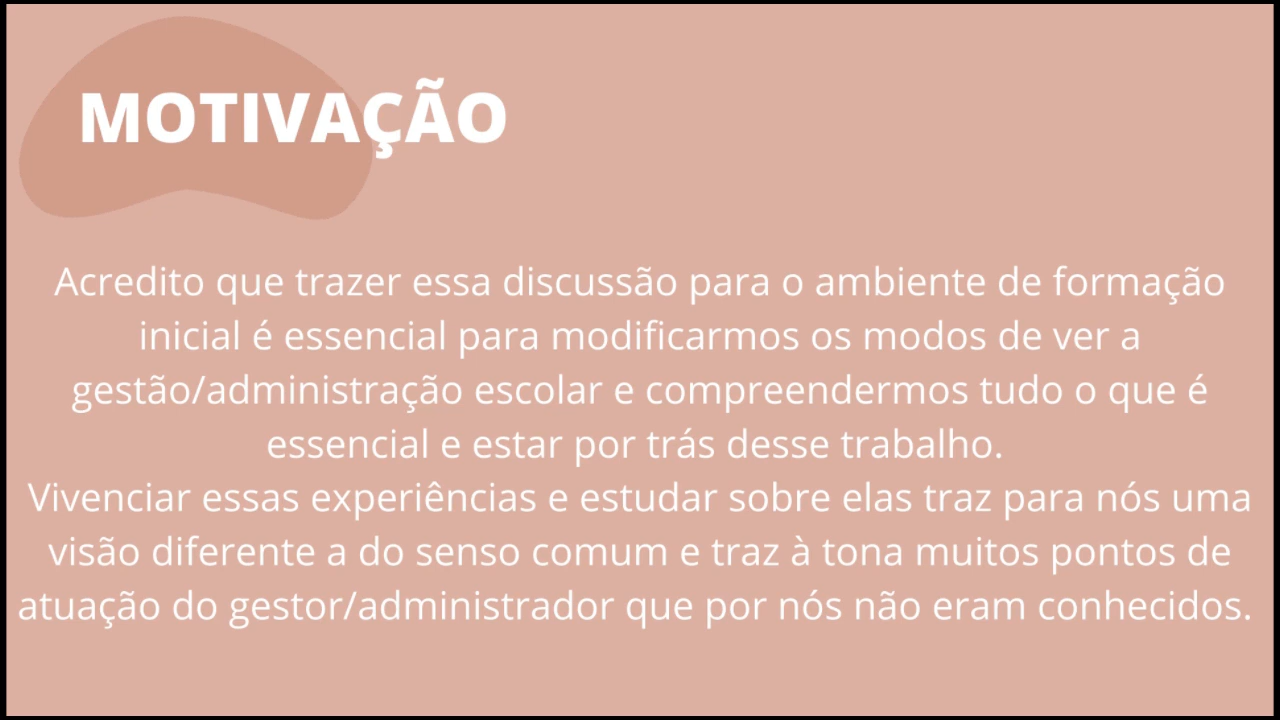 MOTIVAÇÃO
Acredito que trazer essa discussão para o ambiente de formação
inicial é essencial para modificarmos os modos de ver a
gestão/administração escolar e compreendermos tudo o que é
essencial e estar por trás desse trabalho.
Vivenciar essas experiências e estudar sobre elas traz para nós uma
visão diferente a do senso comum e traz à tona muitos pontos de
atuação do gestor/administrador que por nós não eram conhecidos.